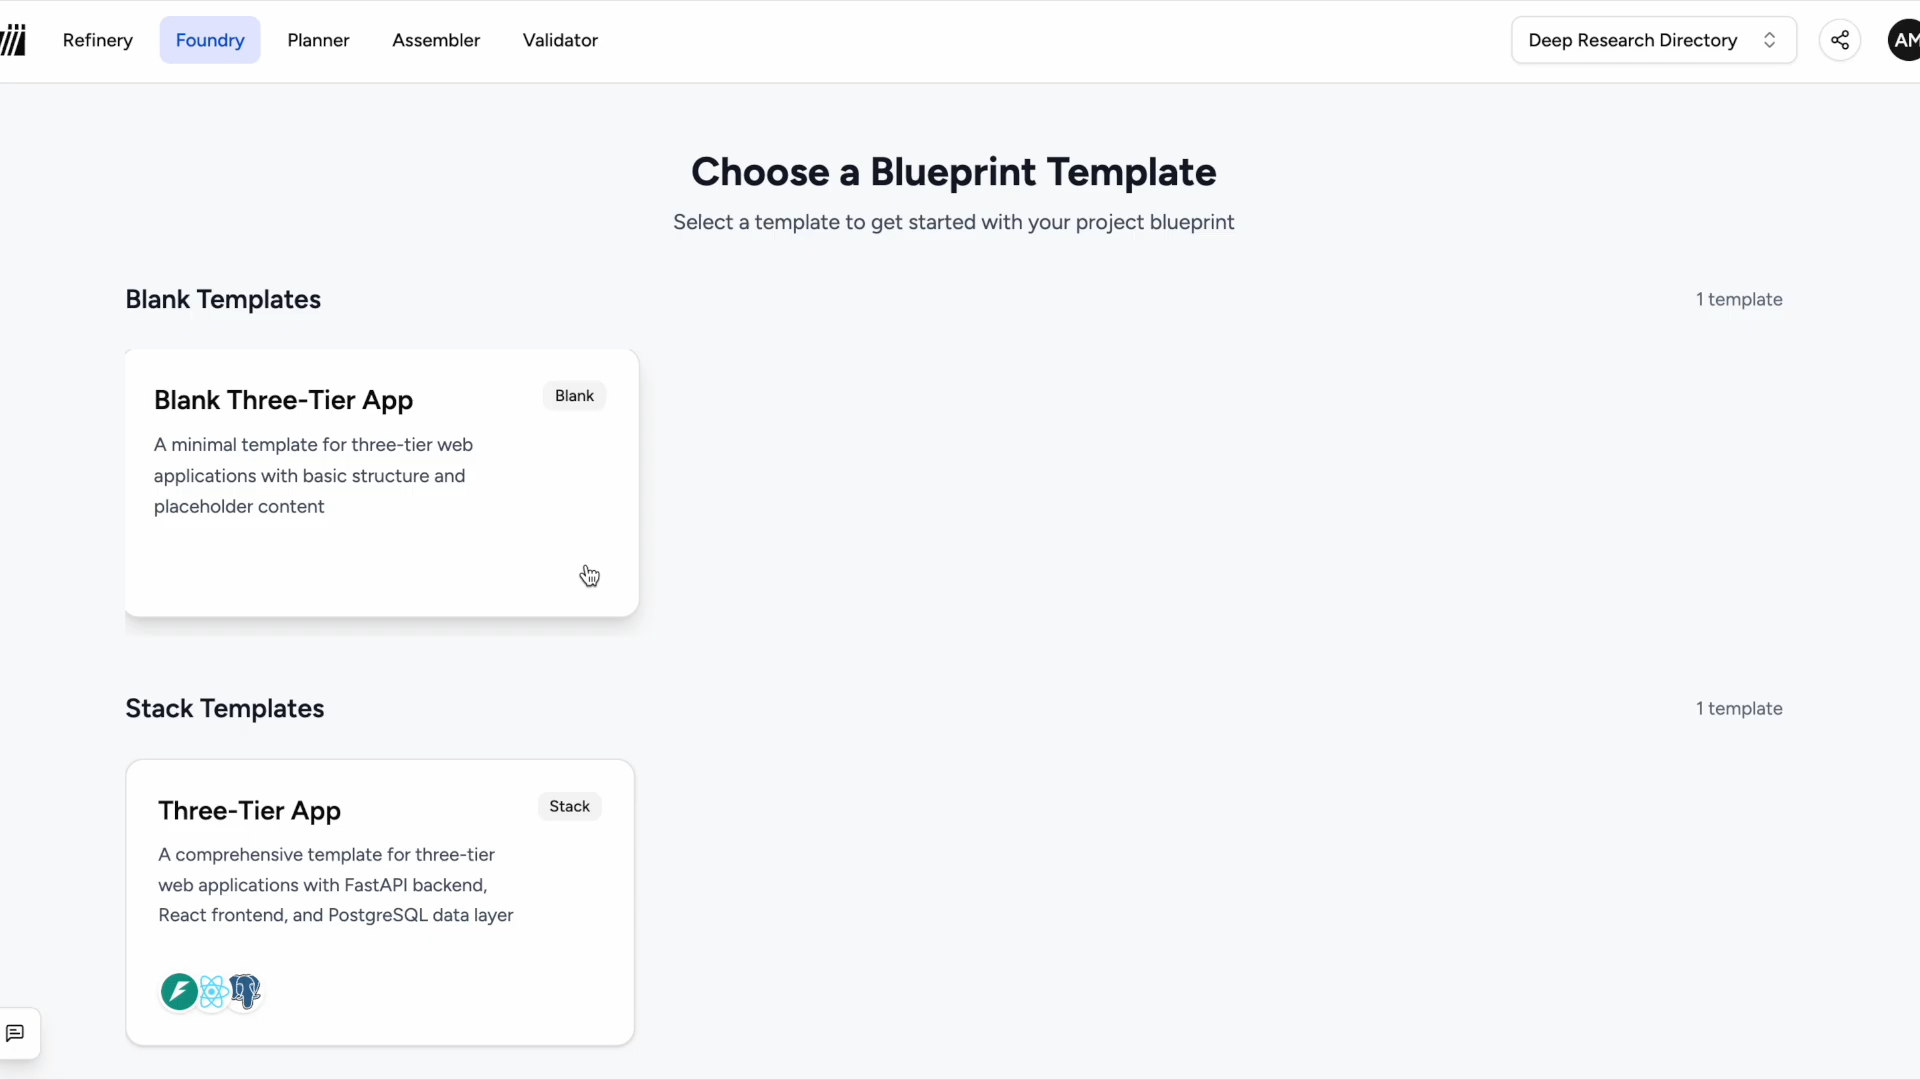 Refinery
Foundry
Planner
Assembler
Validator
Deep Research Directory
AM
Choose a Blueprint Template
Select a template to get started with your project blueprint
Blank Templates
1 template
Blank Three-Tier App
Blank
A minimal template for three-tier web
applications with basic structure and
placeholder content
Stack Templates
1 template
Three-Tier App
Stack
A comprehensive template for three-tier
web applications with FastAPI backend,
React frontend, and PostgreSQL data layer